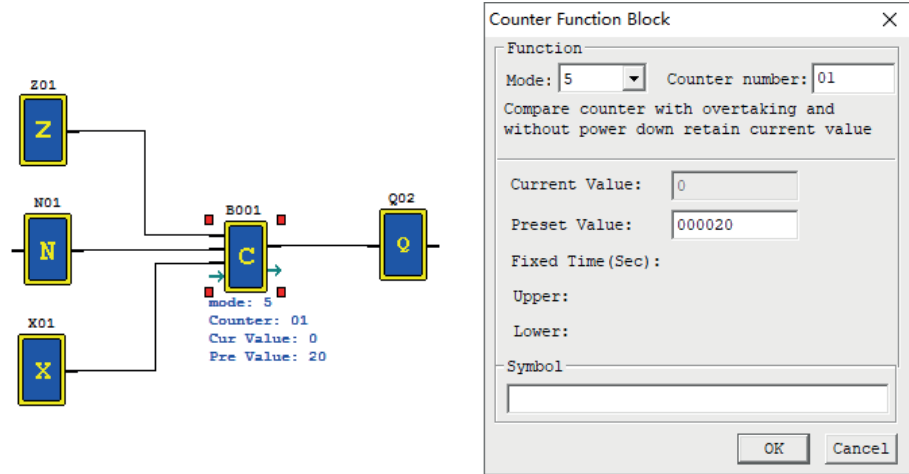 Z01
Z
N01
N
X01
X
B001
C
mode: 5
Counter: 01
Cur Value: 0
Pre Value: 20
Q02
Q
Counter Function Block
Function
Mode: 5 Counter number: 01
Compare counter with overtaking and
without power down retain current value
Current Value: 0
Preset Value: 000020
Fixed Time(Sec):
Upper:
Lower:
Symbol
OK Cancel